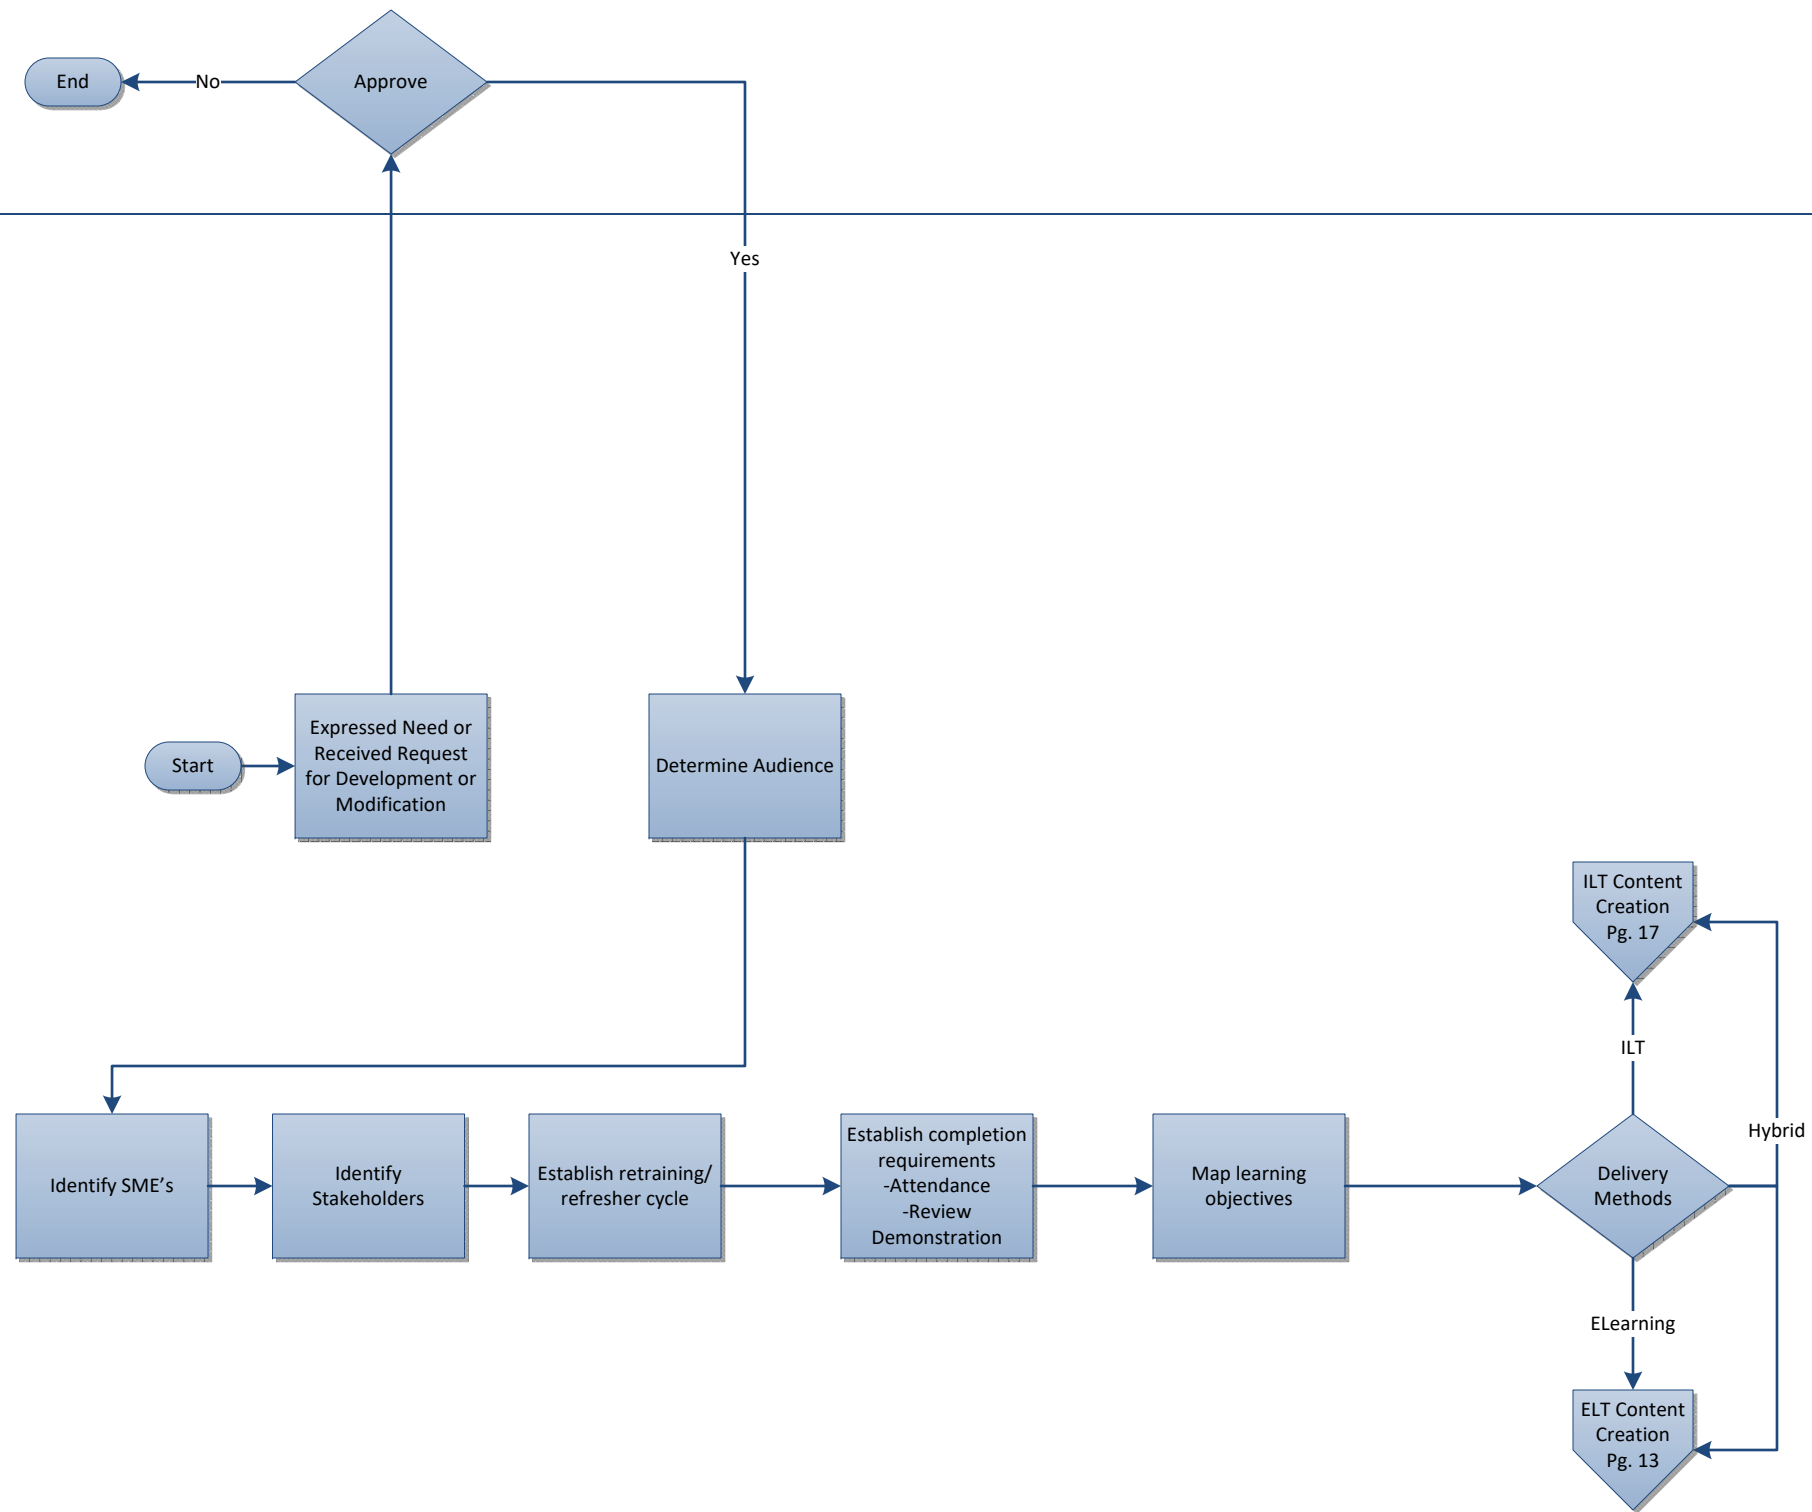 End
No
Approve
Yes
Start
Expressed Need or
Received Request
for Development or
Modification
Determine Audience
ILT Content
Creation
Pg. 17
ILT
Hybrid
Identify SME’s
Identify
Stakeholders
Establish retraining/
refresher cycle
Establish completion
requirements
-Attendance
-Review
Demonstration
Map learning
objectives
Delivery
Methods
ELearning
ELT Content
Creation
Pg. 13